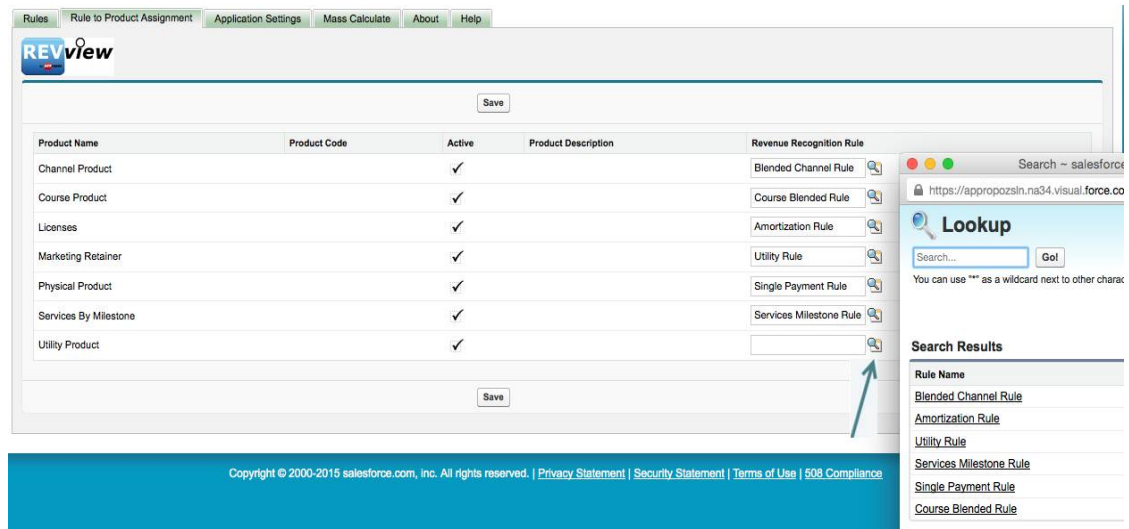 Rules Rule to Product Assignment Application Settings Mass Calculate About Help
REVview
Save
Product Name Product Code Active Product Description Revenue Recognition Rule
Channel Product Blended Channel Rule
Course Product Course Blended Rule
Licenses Amortization Rule
Marketing Retainer Utility Rule
Physical Product Single Payment Rule
Services By Milestone Services Milestone Rule
Utility Product
Save
Copyright © 2000-2015 salesforce.com, inc. All rights reserved. | Privacy Statement | Security Statement | Terms of Use | 508 Compliance
Search ~ salesforce
https://appropozsln.na34.visual.force.co
Lookup
Search... Go!
You can use "*" as a wildcard next to other charac
Search Results
Rule Name
Blended Channel Rule
Amortization Rule
Utility Rule
Services Milestone Rule
Single Payment Rule
Course Blended Rule